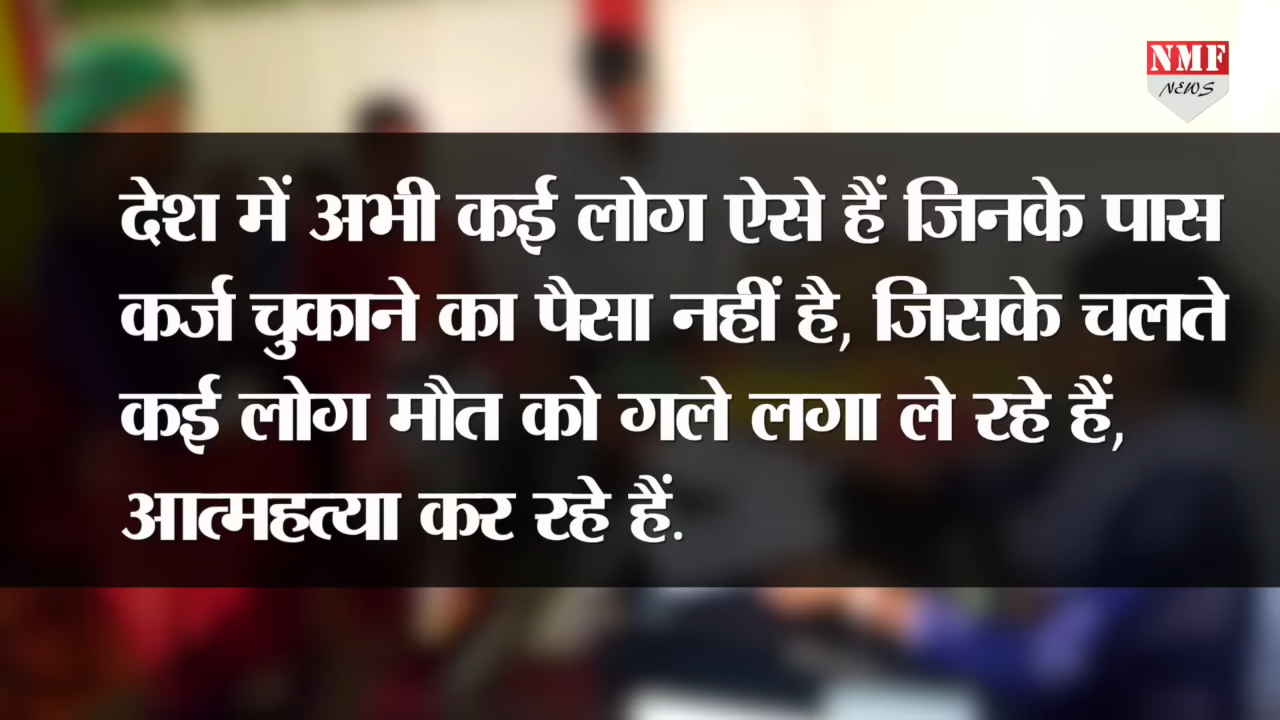 NMF
NEWS
देश में अभी कई लोग ऐसे हैं जिनके पास
कर्ज चुकाने का पैसा नहीं है, जिसके चलते
कई लोग मौत को गले लगा ले रहे हैं,
आत्महत्या कर रहे हैं.